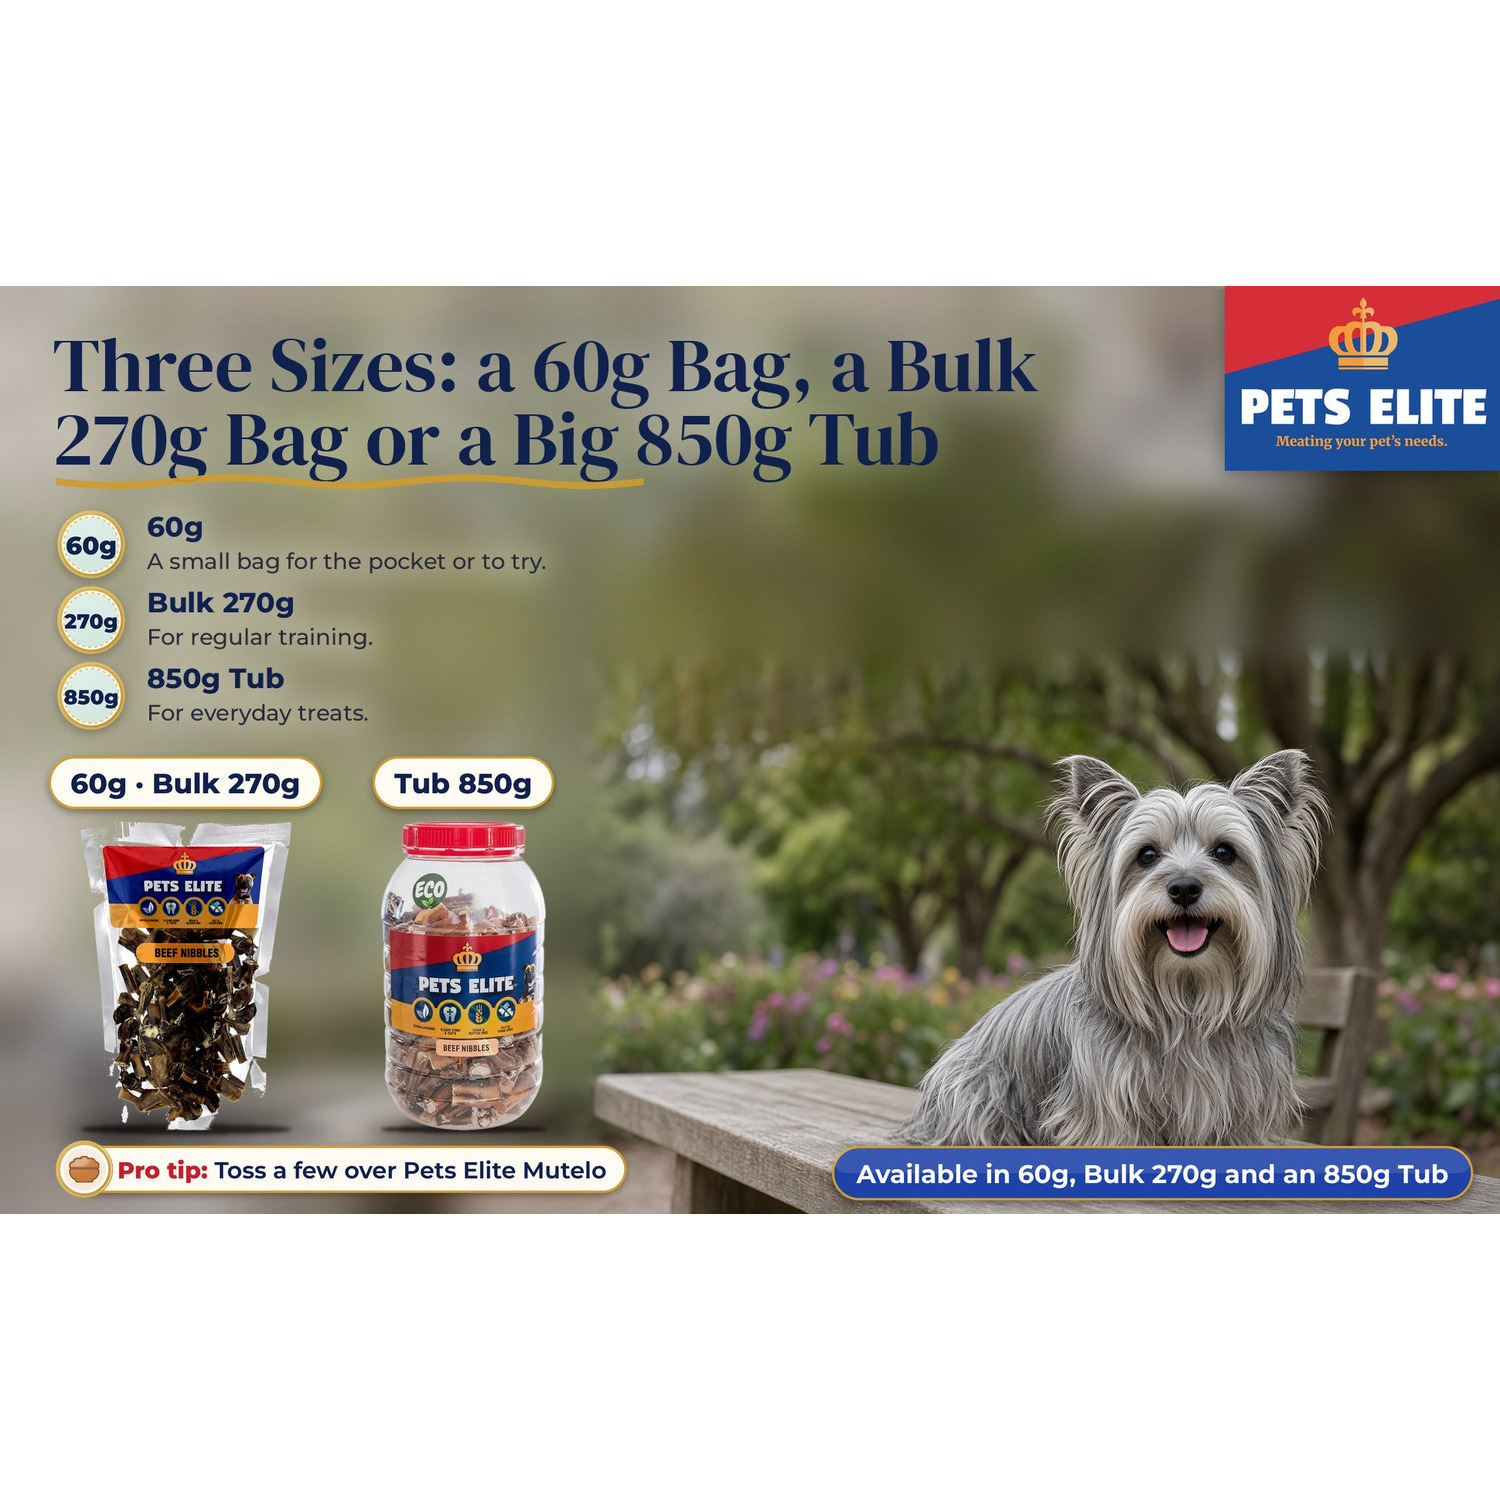 Three Sizes: a 60g Bag, a Bulk
270g Bag or a Big 850g Tub
PETS ELITE
Meating your pet's needs.
60g
60g
A small bag for the pocket or to try.
270g
Bulk 270g
For regular training.
850g
850g Tub
For everyday treats.
60g • Bulk 270g
Tub 850g
PETS ELITE
BEEF NIBBLES
ECO
PETS ELITE
BEEF NIBBLES
Pro tip: Toss a few over Pets Elite Mutelo
Available in 60g, Bulk 270g and an 850g Tub